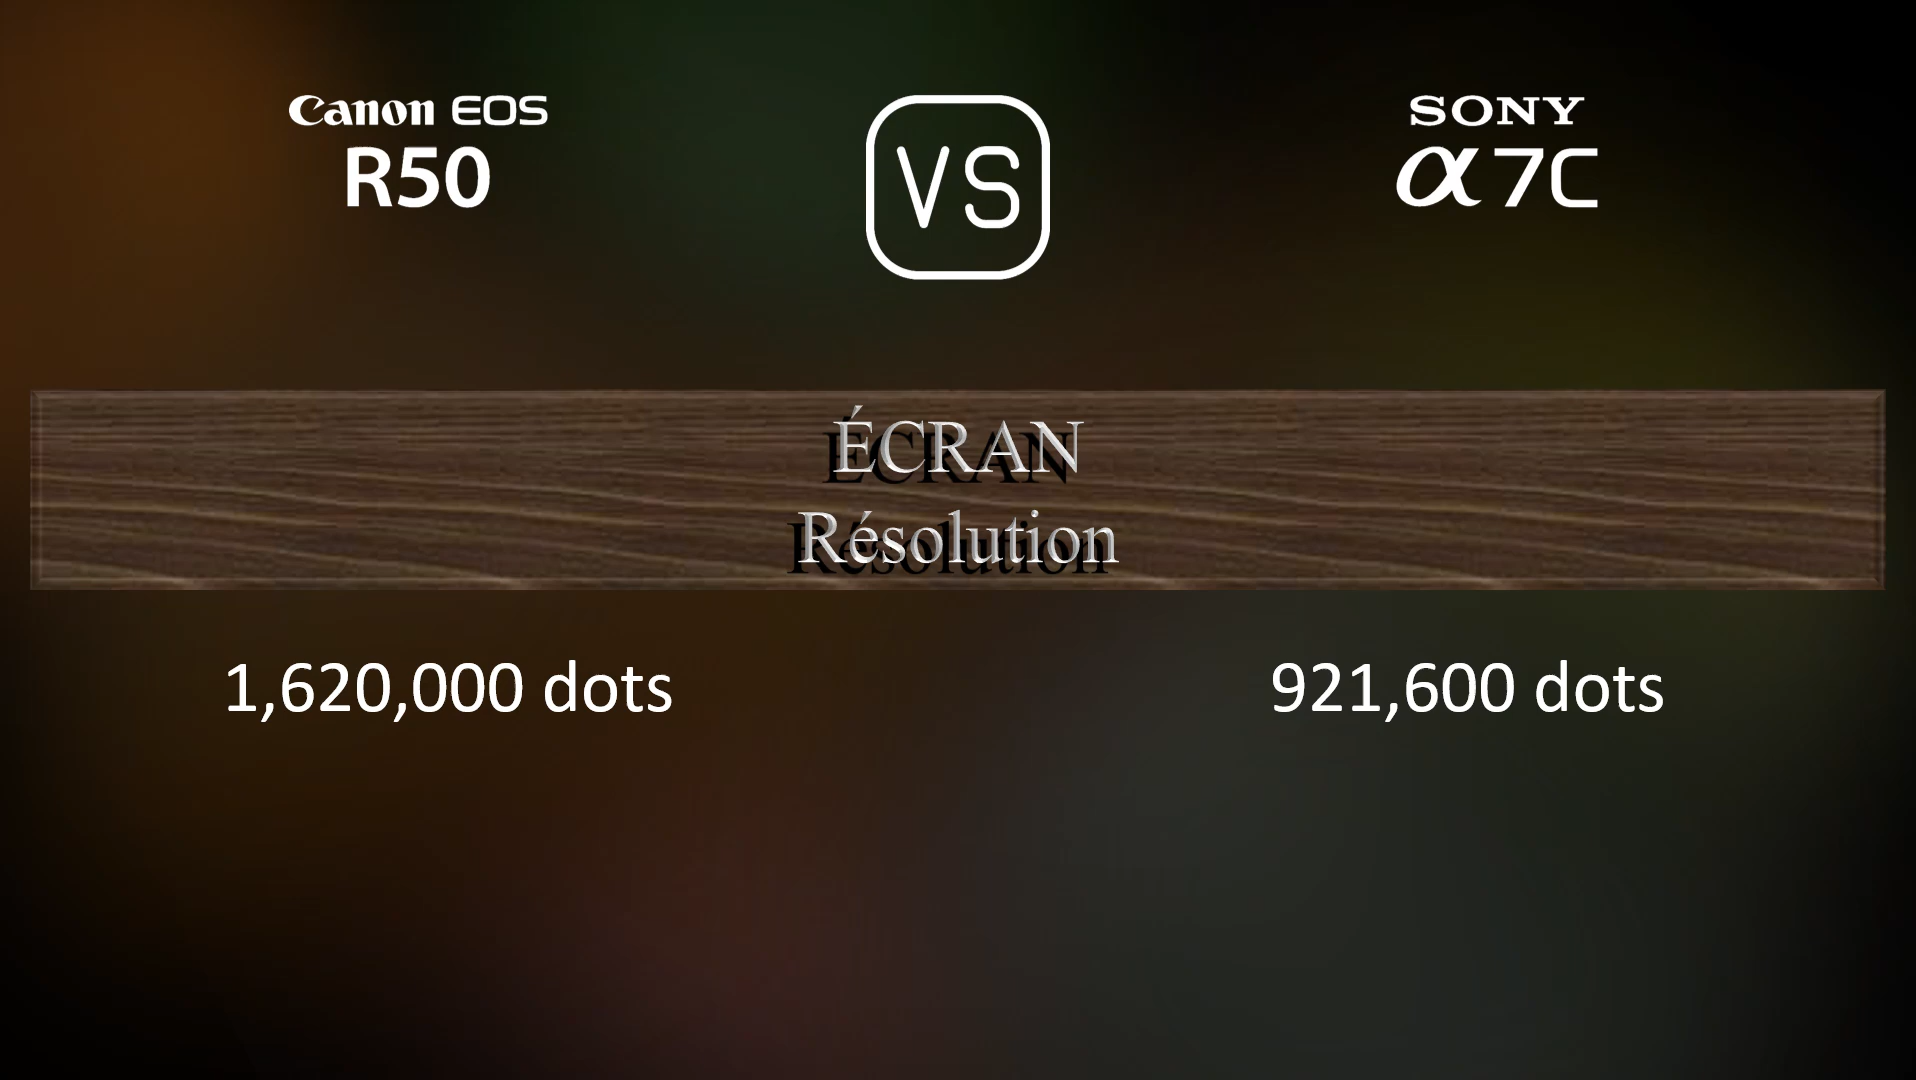 Canon EOS
R50
VS
SONY
α7C
ÉCRAN
Résolution
1,620,000 dots
921,600 dots